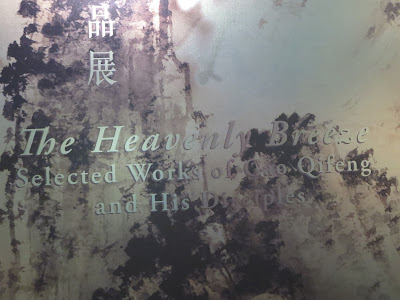 品
展
The Heavenly Breeze
Selected Works of Gao Qifeng
and His Disciples